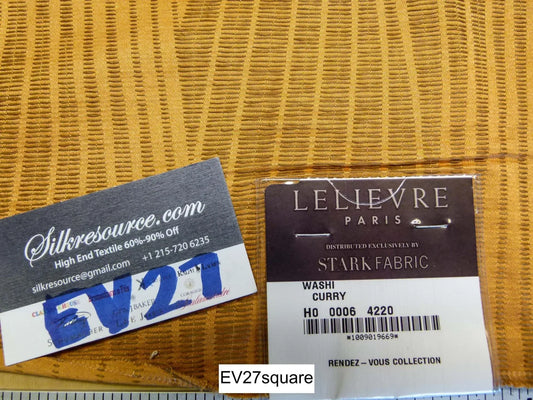 Silkresource.com
High End Textile 60%-90% Off
silkresource@gmail.com +1 215-720 6235
EV27
LELIEVRE
PARIS
DISTRIBUTED EXCLUSIVELY BY
STARK FABRIC
WASHI
CURRY
H0 0006 4220
*1009019669*
RENDEZ-VOUS COLLECTION
EV27square